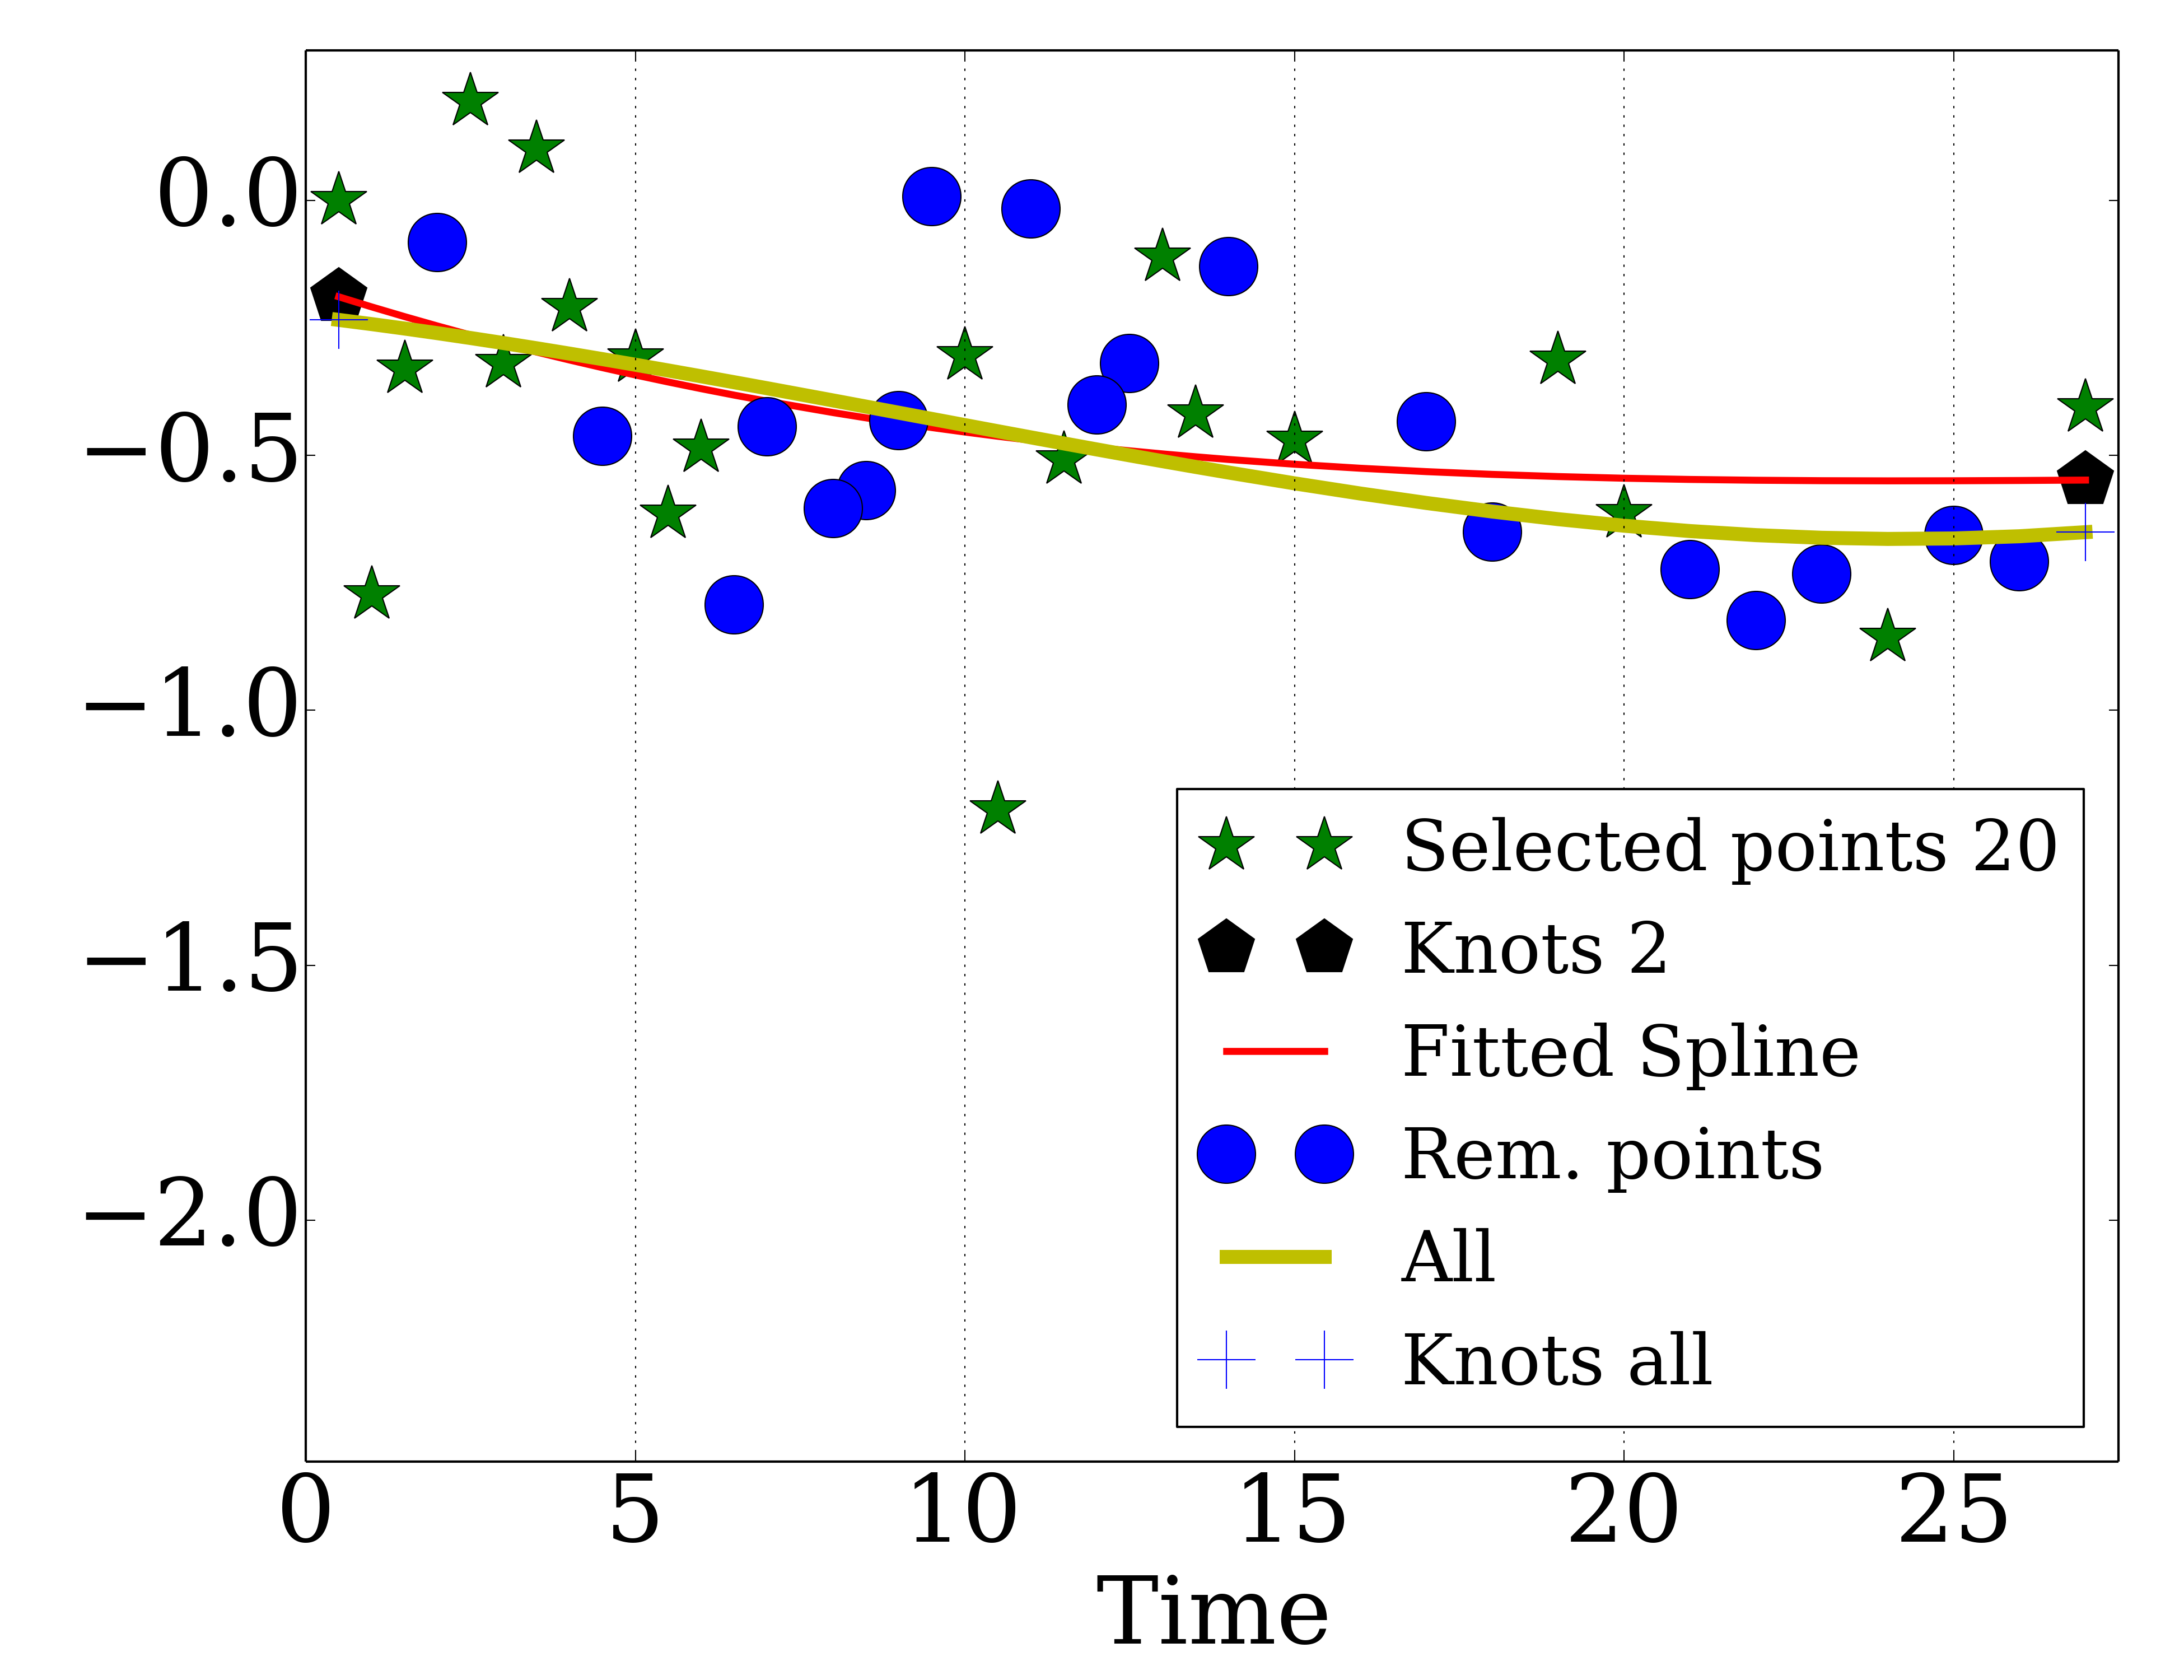 0.0
−0.5
−1.0
−1.5
−2.0
Selected points 20
Knots 2
Fitted Spline
Rem. points
All
Knots all
0 5 10 15 20 25
Time